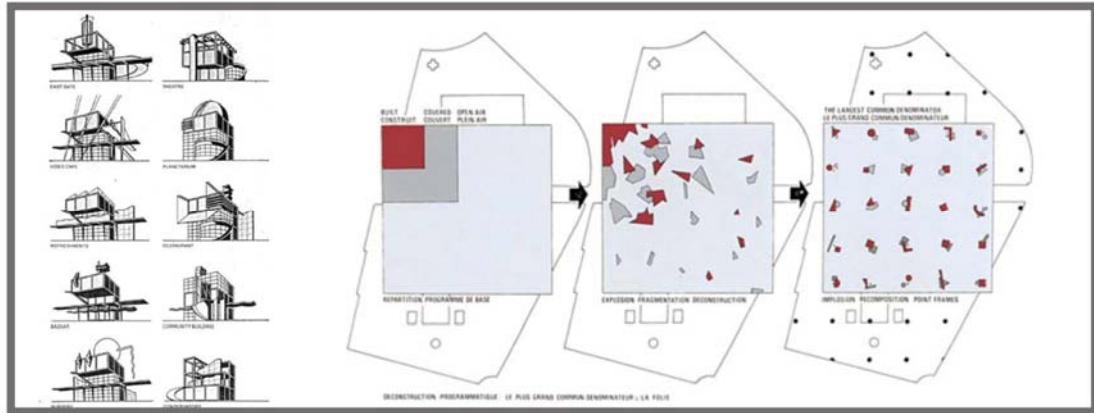 EAST GATE
THEATRE
VIDEO CAFE
PLANETARIUM
REFRESHMENTS
RESTAURANT
BAZAAR
COMMUNITY BUILDING
BUILT COVERED OPEN AIR
CONSTRUIT COUVERT PLEIN AIR
REPARTITION PROGRAMME DE BASE
EXPLOSION FRAGMENTATION DECONSTRUCTION
THE LARGEST COMMUN DENOMINATOR
LE PLUS GRAND COMMUN DENOMINATEUR
IMPLOSION RECOMPOSITION POINT FRAMES
DECONSTRUCTION PROGRAMMATIQUE: LE PLUS GRAND COMMUN DENOMINATEUR: LA FOLIE